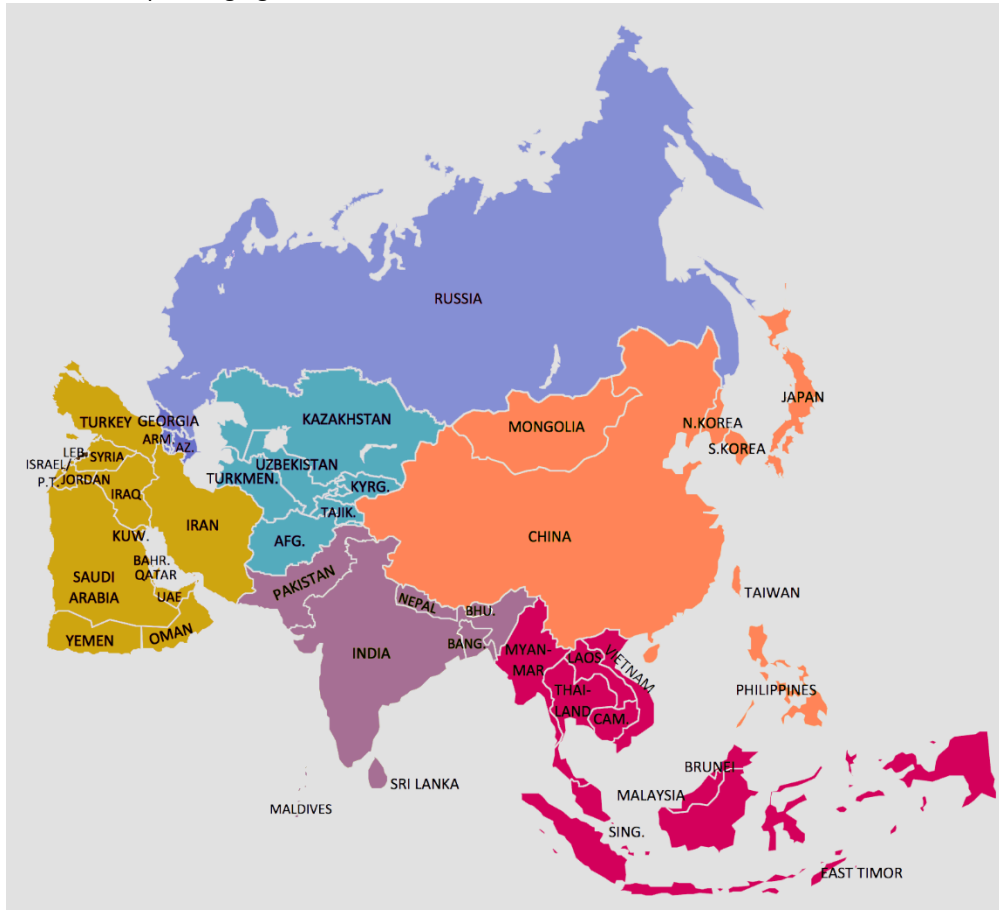 RUSSIA
JAPAN
TURKEY
GEORGIA
KAZAKHSTAN
MONGOLIA
N.KOREA
ARM.
AZ.
S.KOREA
LEB.
SYRIA
ISRAEL/
P.T.
JORDAN
UZBEKISTAN
TURKMEN.
KYRG.
IRAQ
TAJIK.
IRAN
KUW.
AFG.
CHINA
BAHR.
QATAR
SAUDI
ARABIA
UAE
PAKISTAN
TAIWAN
NEPAL
BHU.
YEMEN
OMAN
BANG.
INDIA
MYAN-
MAR
LAOS
VIETNAM
THAI-
LAND
CAM.
PHILIPPINES
BRUNEI
SRI LANKA
MALAYSIA
MALDIVES
SING.
EAST TIMOR